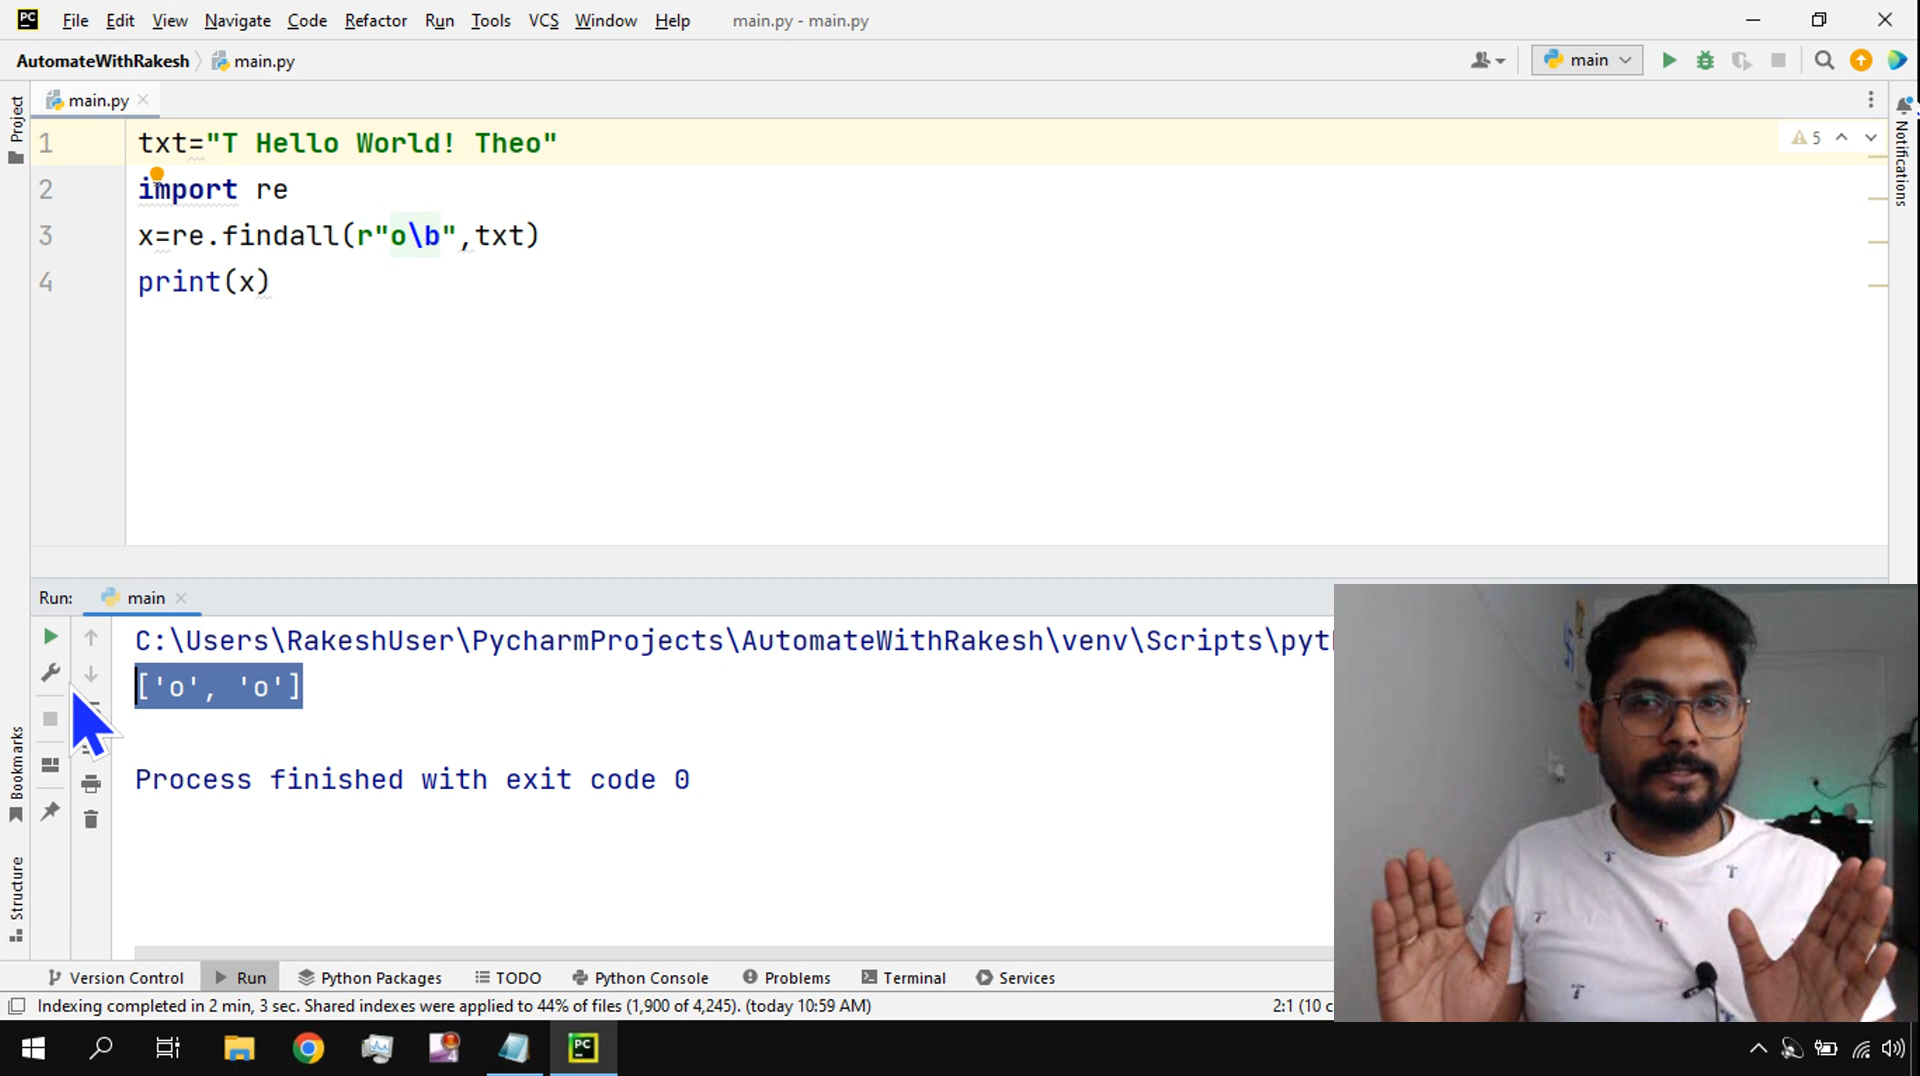 PC File Edit View Navigate Code Refactor Run Tools VCS Window Help main.py - main.py
AutomateWithRakesh main.py main
Project
main.py
Notifications
1 txt="T Hello World! Theo" 5
2 import re
3 x=re.findall(r"o\b",txt)
4 print(x)
Run: main
C:\Users\RakeshUser\PycharmProjects\AutomateWithRakesh\venv\Scripts\pyt
['o', 'o']
Process finished with exit code 0
Bookmarks
Structure
Version Control Run Python Packages TODO Python Console Problems Terminal Services
Indexing completed in 2 min, 3 sec. Shared indexes were applied to 44% of files (1,900 of 4,245). (today 10:59 AM) 2:1 (10 c
4 PC